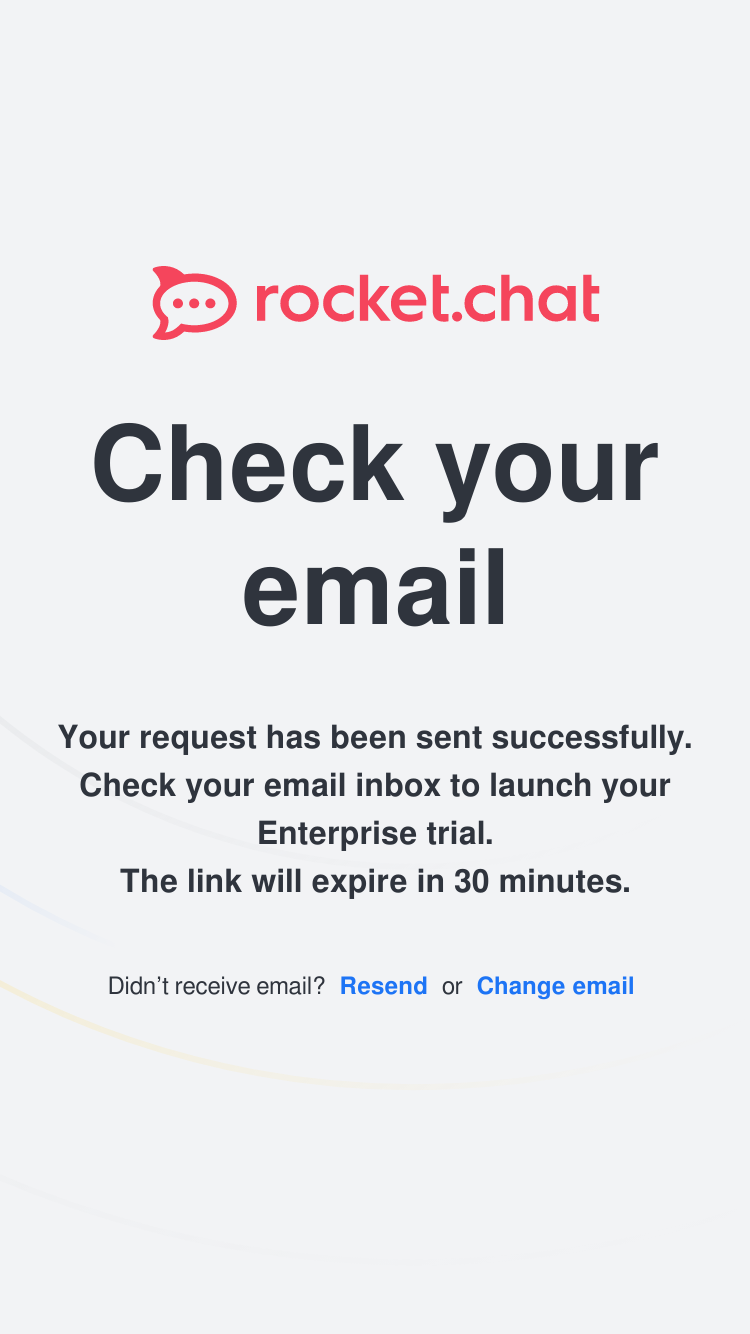 rocket.chat
Check your
email
Your request has been sent successfully.
Check your email inbox to launch your
Enterprise trial.
The link will expire in 30 minutes.
Didn’t receive email? Resend or Change email